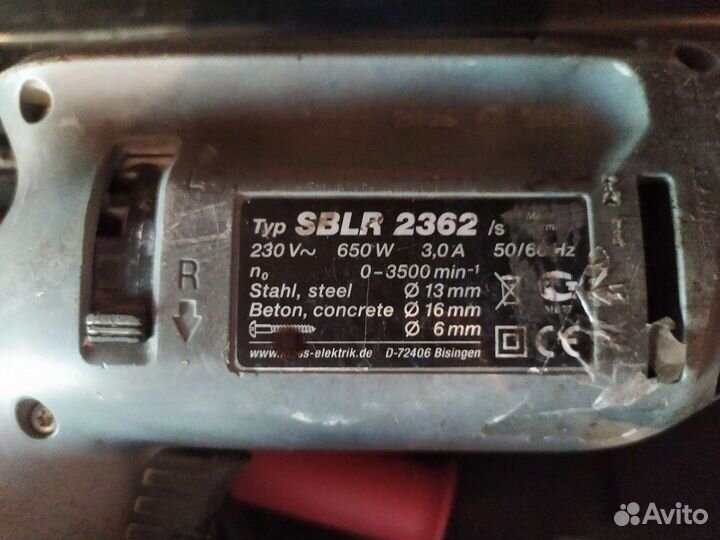 Typ SBLR 2362 /s
230 V~ 650 W 3,0 A 50/60 Hz
n₀ 0-3500 min⁻¹
Stahl, steel Ø 13 mm
Beton, concrete Ø 16 mm
Ø 6 mm
D-72406 Bisingen
CE
R
Avito